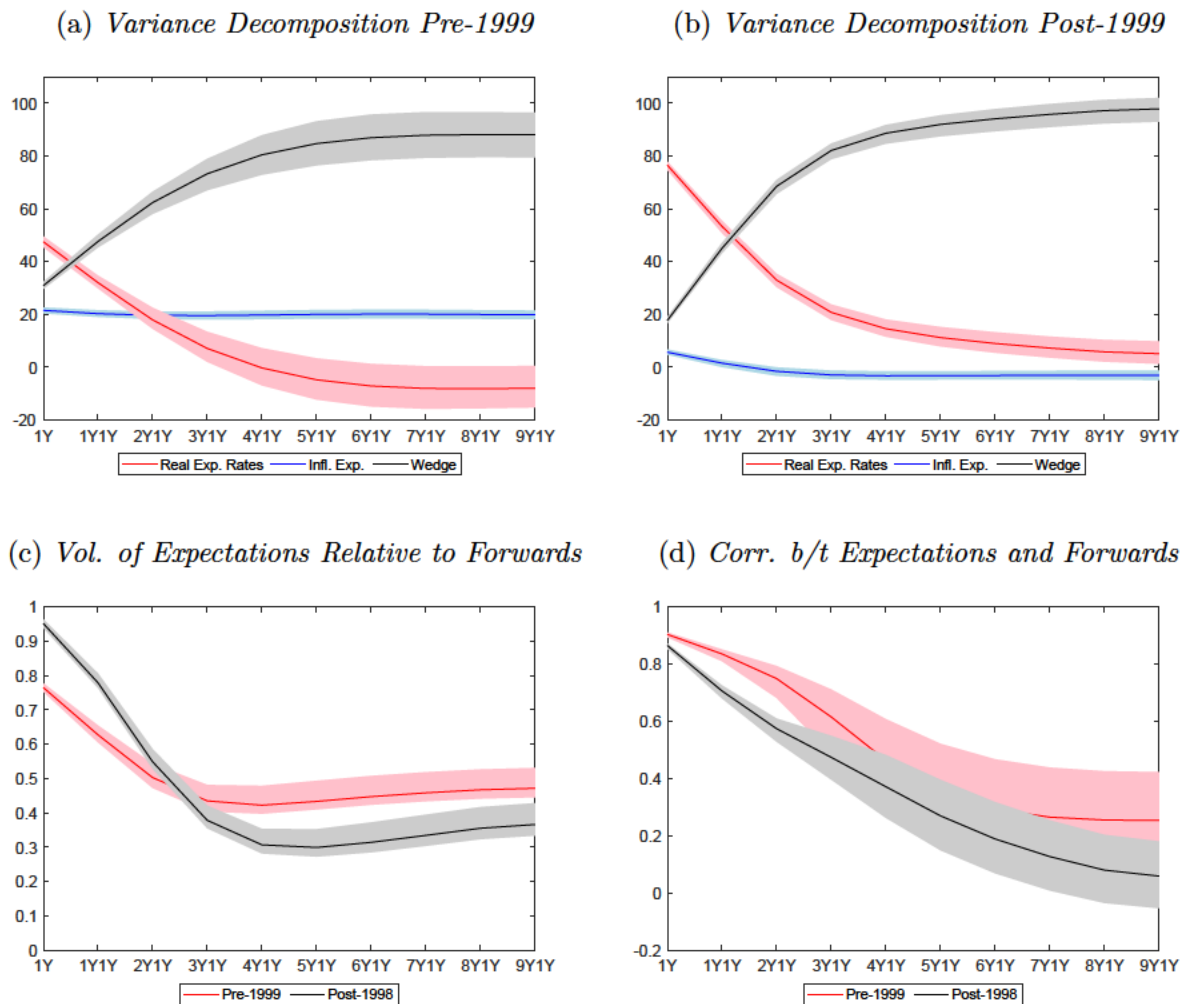 (a) Variance Decomposition Pre-1999
100
80
60
40
20
0
-20
1Y 1Y1Y 2Y1Y 3Y1Y 4Y1Y 5Y1Y 6Y1Y 7Y1Y 8Y1Y 9Y1Y
Real Exp. Rates Infl. Exp. Wedge
(b) Variance Decomposition Post-1999
100
80
60
40
20
0
-20
1Y 1Y1Y 2Y1Y 3Y1Y 4Y1Y 5Y1Y 6Y1Y 7Y1Y 8Y1Y 9Y1Y
Real Exp. Rates Infl. Exp. Wedge
(c) Vol. of Expectations Relative to Forwards
1
0.9
0.8
0.7
0.6
0.5
0.4
0.3
0.2
0.1
0
1Y 1Y1Y 2Y1Y 3Y1Y 4Y1Y 5Y1Y 6Y1Y 7Y1Y 8Y1Y 9Y1Y
Pre-1999 Post-1998
(d) Corr. b/t Expectations and Forwards
1
0.8
0.6
0.4
0.2
0
-0.2
1Y 1Y1Y 2Y1Y 3Y1Y 4Y1Y 5Y1Y 6Y1Y 7Y1Y 8Y1Y 9Y1Y
Pre-1999 Post-1998